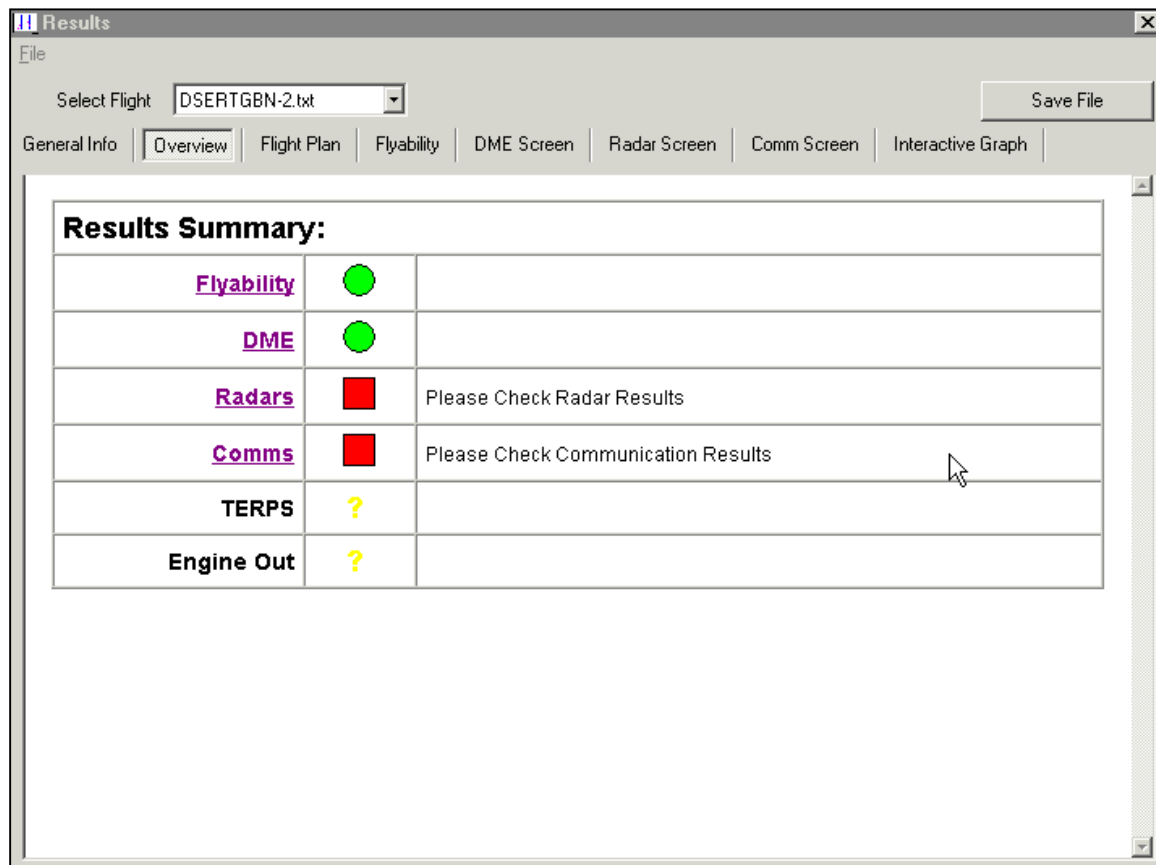 Results
File
Select Flight DSERTGBN-2.txt Save File
General Info Overview Flight Plan Flyability DME Screen Radar Screen Comm Screen Interactive Graph
Results Summary:
Flyability
DME
Radars Please Check Radar Results
Comms Please Check Communication Results
TERPS ?
Engine Out ?